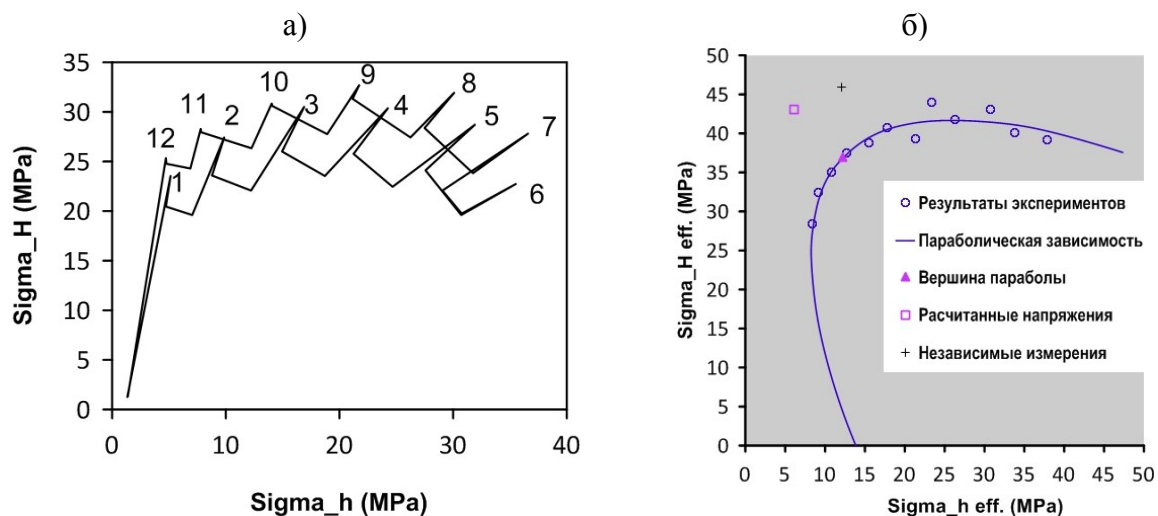 а)
35
30
25
20
15
10
5
0
Sigma_H (MPa)
0 10 20 30 40
Sigma_h (MPa)
12
1
11
2
10
3
9
4
8
5
7
6
б)
50
45
40
35
30
25
20
15
10
5
0
Sigma_H eff. (MPa)
0 5 10 15 20 25 30 35 40 45 50
Sigma_h eff. (MPa)
Результаты экспериментов
Параболическая зависимость
Вершина параболы
Расчитанные напряжения
Независимые измерения